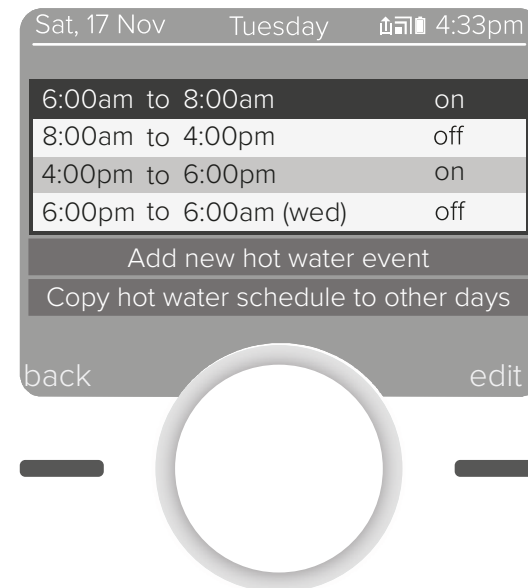 Sat, 17 Nov Tuesday 4:33pm
6:00am to 8:00am on
8:00am to 4:00pm off
4:00pm to 6:00pm on
6:00pm to 6:00am (wed) off
Add new hot water event
Copy hot water schedule to other days
back edit